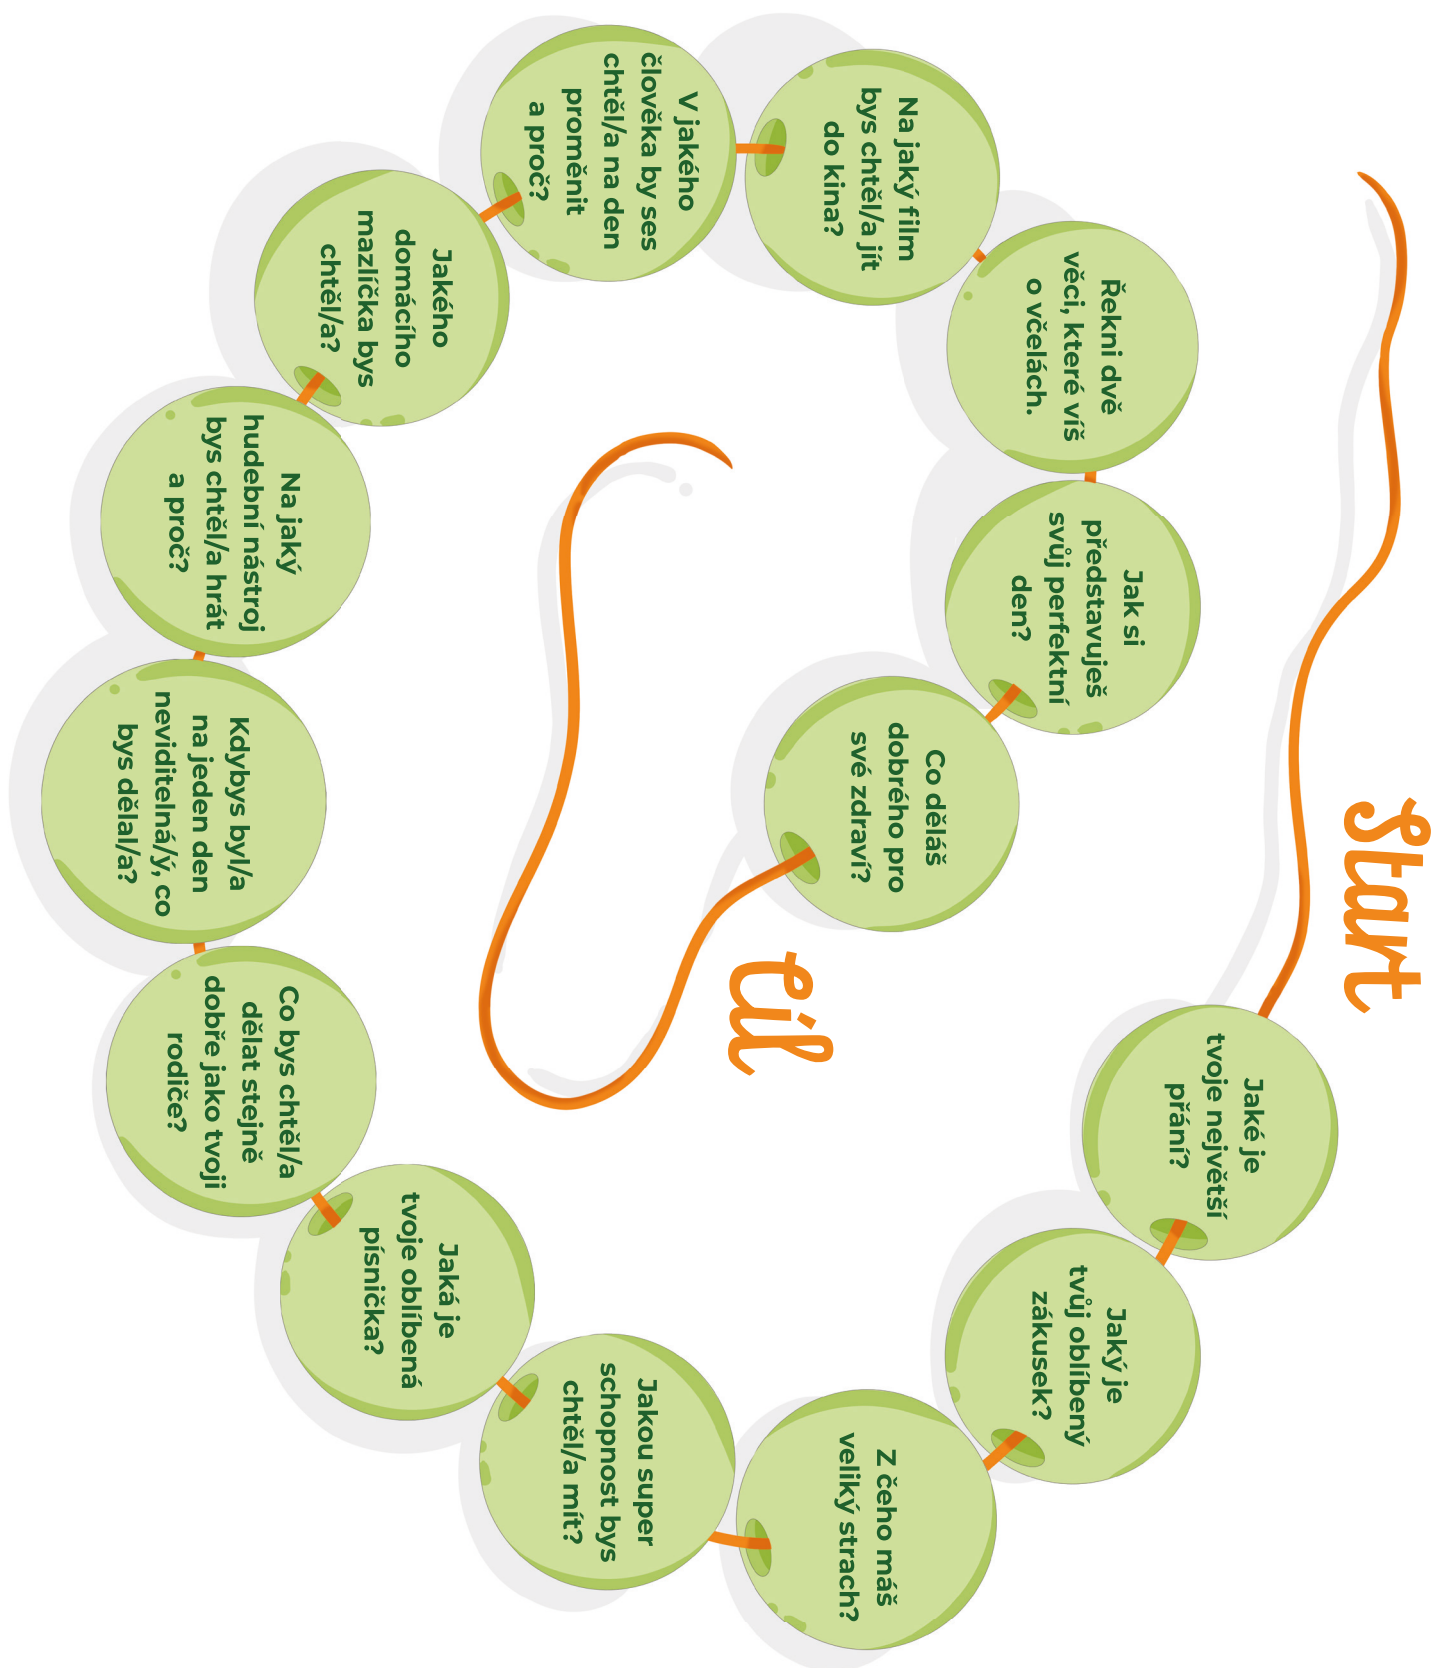 Start
Jaké je
tvoje největší
přání?
Jaký je
tvůj oblíbený
zákusek?
Z čeho máš
veliký strach?
Jakou super
schopnost bys
chtěl/a mít?
Jaká je
tvoje oblíbená
písnička?
Co bys chtěl/a
dělat stejně
dobře jako tvoji
rodiče?
Kdybys byl/a
na jeden den
neviditelná/ý, co
bys dělal/a?
Na jaký
hudební nástroj
bys chtěl/a hrát
a proč?
Jakého
domácího
mazlíčka bys
chtěl/a?
V jakého
člověka by ses
chtěl/a na den
proměnit
a proč?
Na jaký film
bys chtěl/a jít
do kina?
Řekni dvě
věci, které víš
o včelách.
Jak si
představuješ
svůj perfektní
den?
Co děláš
dobrého pro
své zdraví?
Cíl